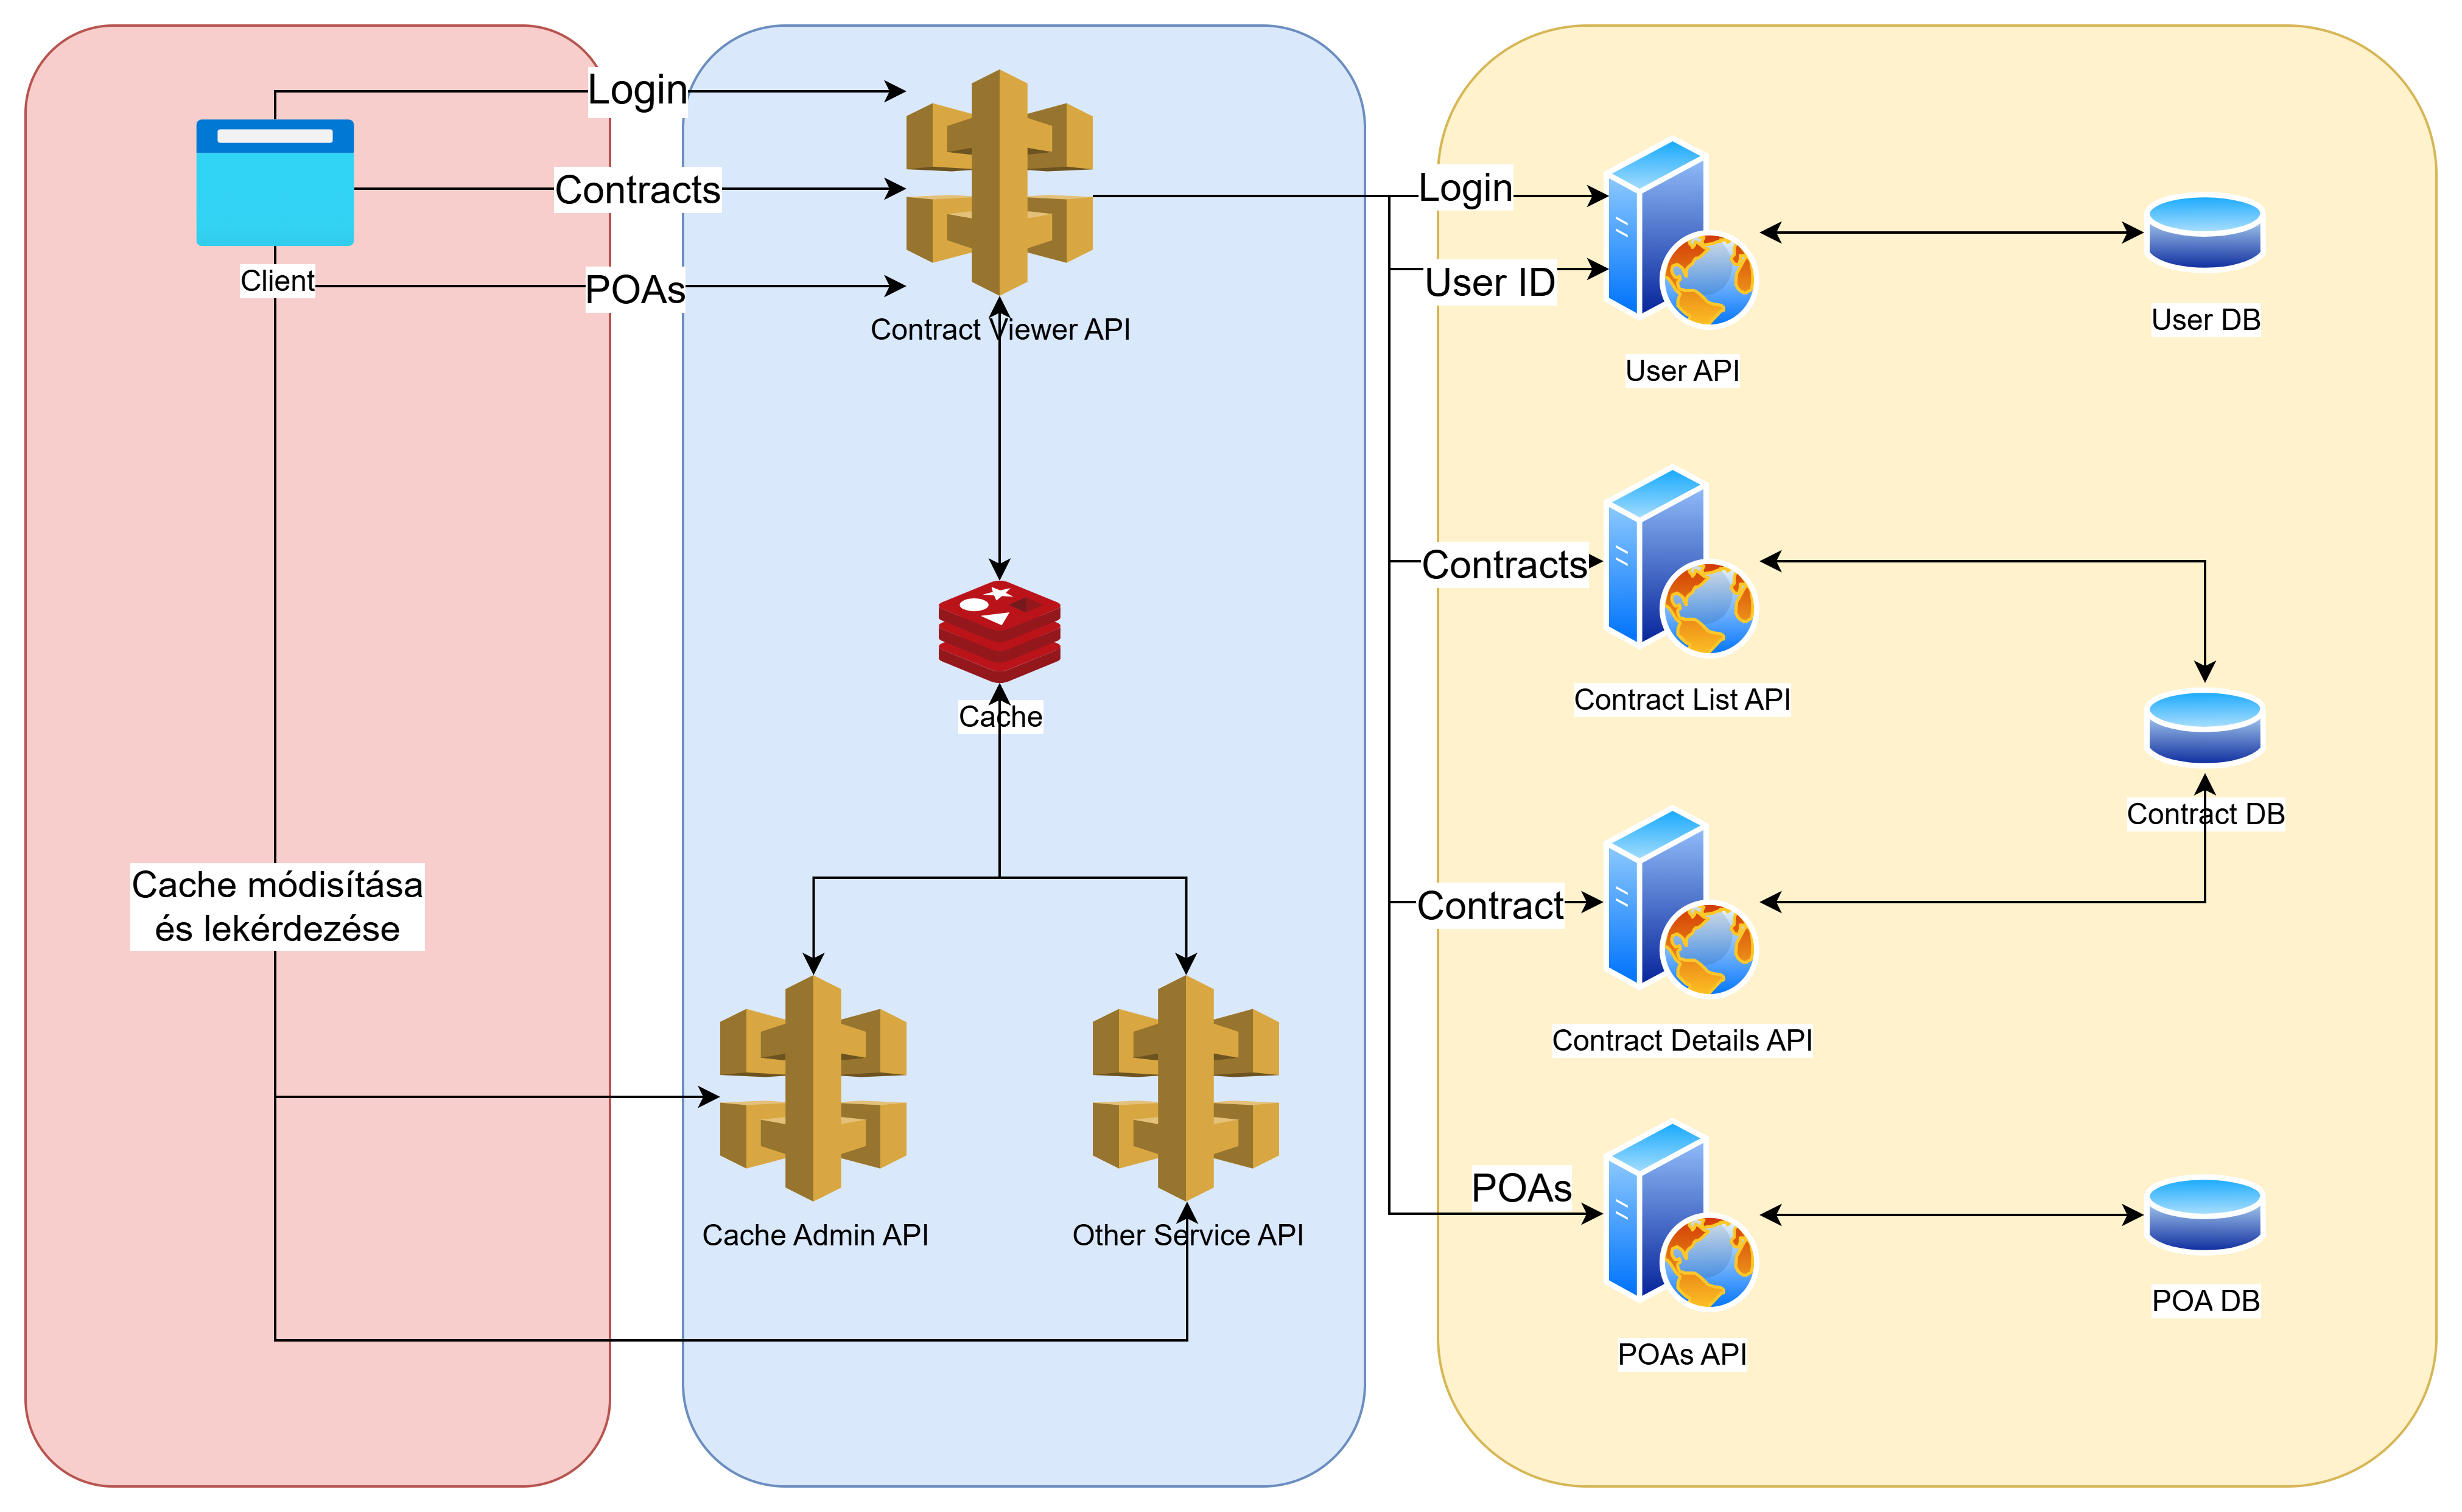 Login
Contracts
Client
POAs
Cache módisítása
és lekérdezése
Contract Viewer API
Cache
Cache Admin API
Other Service API
Login
User ID
User API
User DB
Contracts
Contract List API
Contract DB
Contract
Contract Details API
POAs
POAs API
POA DB